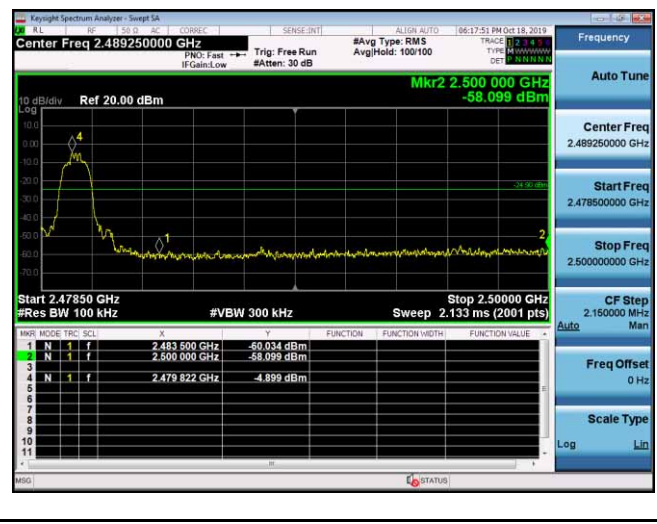 Keysight Spectrum Analyzer - Swept SA
RL RF 50 Ω AC CORREC SENSE:INT ALIGN AUTO 06:17:51 PM Oct 18, 2019
Center Freq 2.489250000 GHz
PNO: Fast
IFGain:Low
Trig: Free Run
#Atten: 30 dB
#Avg Type: RMS
Avg|Hold: 100/100
TRACE 1 2 3 4 5 6
TYPE MWWWWW
DET P NNNNN
Frequency
Mkr2 2.500 000 GHz
-58.099 dBm
10 dB/div Ref 20.00 dBm
Log
10.0
0.00
-10.0
-20.0
-30.0
-40.0
-50.0
-60.0
-70.0
4
1
2
-24.90 dBm
Start 2.47850 GHz Stop 2.50000 GHz
#Res BW 100 kHz #VBW 300 kHz Sweep 2.133 ms (2001 pts)
MKR MODE TRC SCL X Y FUNCTION FUNCTION WIDTH FUNCTION VALUE
1 N 1 f 2.483 500 GHz -60.034 dBm
2 N 1 f 2.500 000 GHz -58.099 dBm
3
4 N 1 f 2.479 822 GHz -4.899 dBm
5
6
7
8
9
10
11
Auto Tune
Center Freq
2.489250000 GHz
Start Freq
2.478500000 GHz
Stop Freq
2.500000000 GHz
CF Step
2.150000 MHz
Auto Man
Freq Offset
0 Hz
Scale Type
Log Lin
MSG STATUS